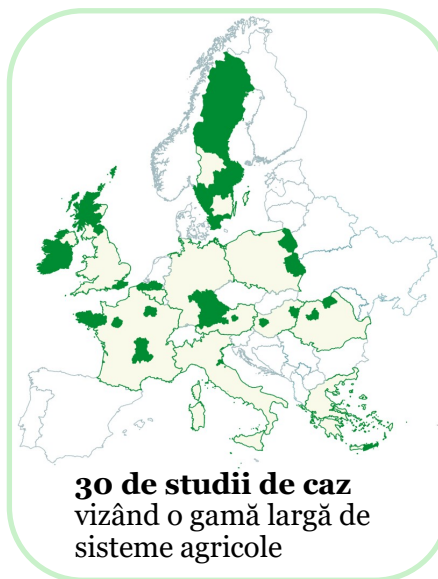 30 de studii de caz
vizând o gamă largă de
sisteme agricole